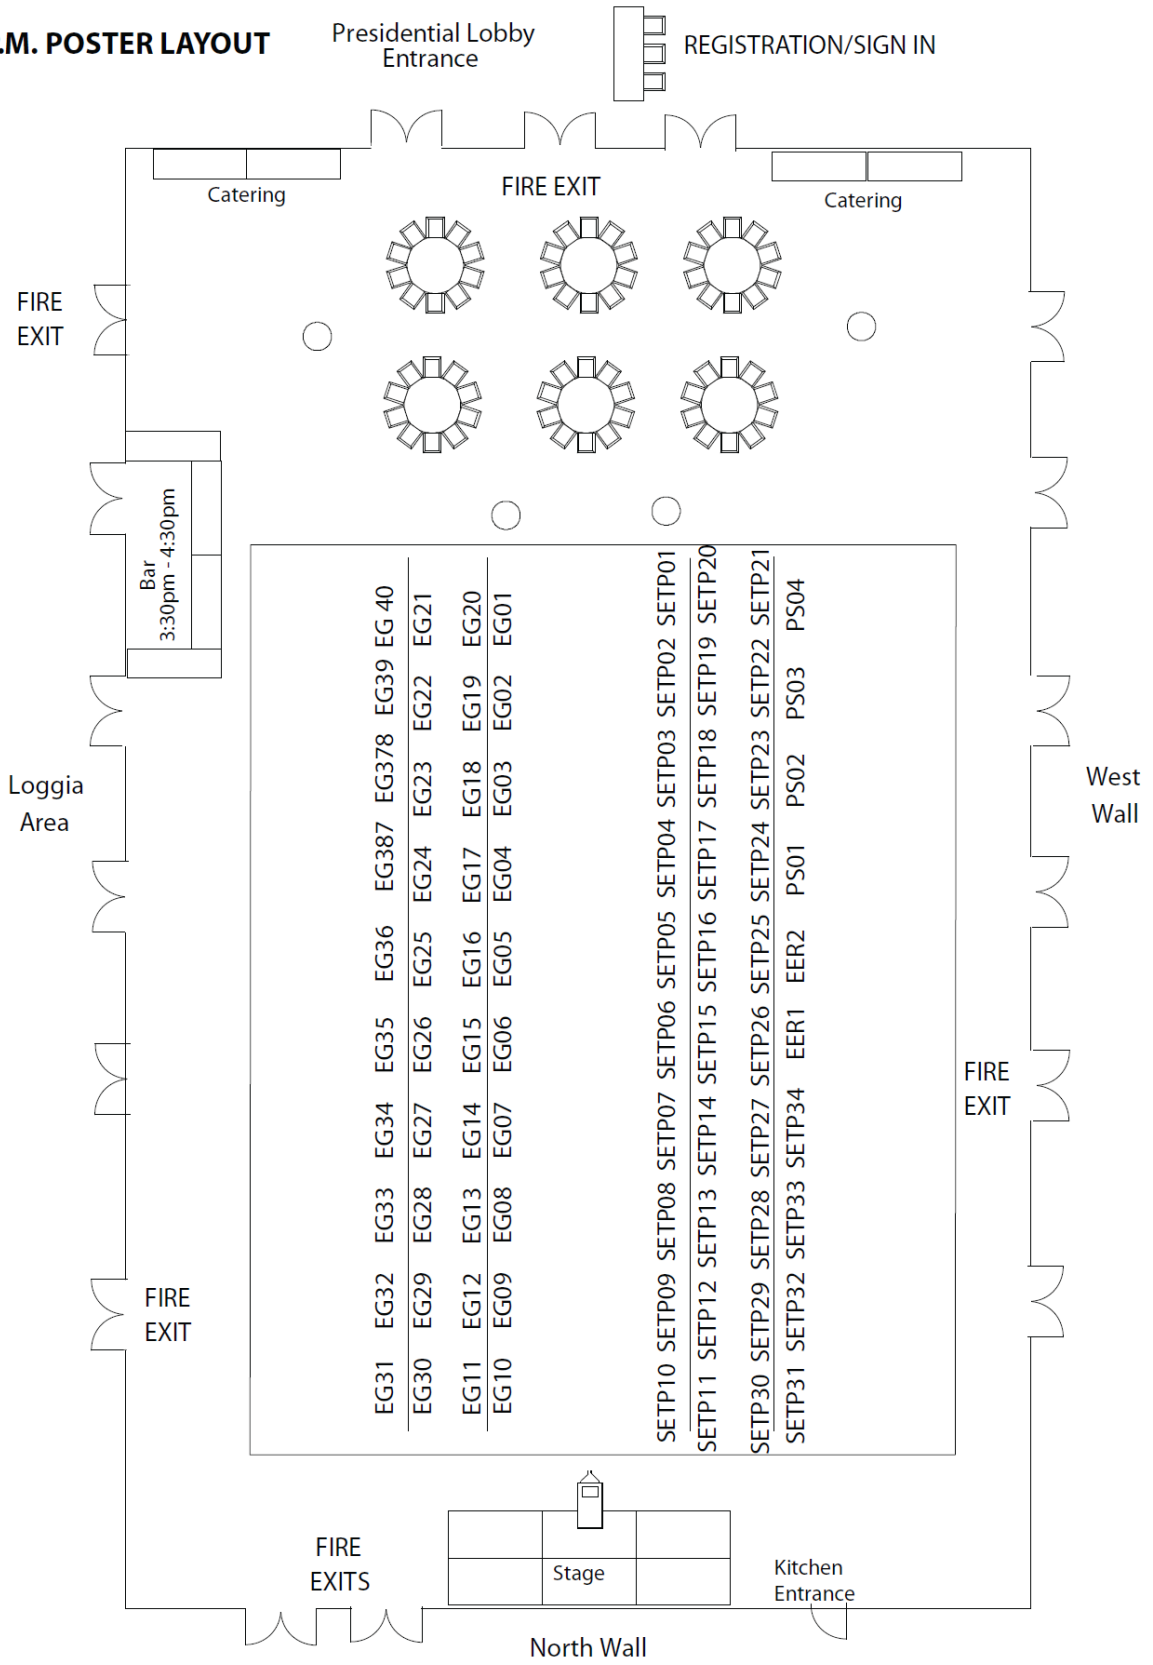 .M. POSTER LAYOUT
Presidential Lobby
Entrance
REGISTRATION/SIGN IN
Catering
FIRE EXIT
Catering
FIRE
EXIT
Bar
3:30pm - 4:30pm
Loggia
Area
West
Wall
EG31 EG32 EG33 EG34 EG35 EG36 EG387 EG378 EG39 EG 40
EG30 EG29 EG28 EG27 EG26 EG25 EG24 EG23 EG22 EG21
EG11 EG12 EG13 EG14 EG15 EG16 EG17 EG18 EG19 EG20
EG10 EG09 EG08 EG07 EG06 EG05 EG04 EG03 EG02 EG01
SETP10 SETP09 SETP08 SETP07 SETP06 SETP05 SETP04 SETP03 SETP02 SETP01
SETP11 SETP12 SETP13 SETP14 SETP15 SETP16 SETP17 SETP18 SETP19 SETP20
SETP30 SETP29 SETP28 SETP27 SETP26 SETP25 SETP24 SETP23 SETP22 SETP21
SETP31 SETP32 SETP33 SETP34 EER1 EER2 PS01 PS02 PS03 PS04
FIRE
EXIT
FIRE
EXIT
FIRE
EXITS
Stage
Kitchen
Entrance
North Wall